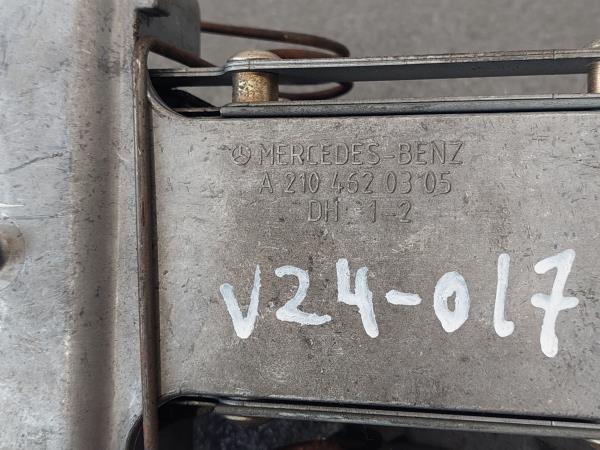 MERCEDES-BENZ
A 210 462 03 05
DH 1-2
V24-017